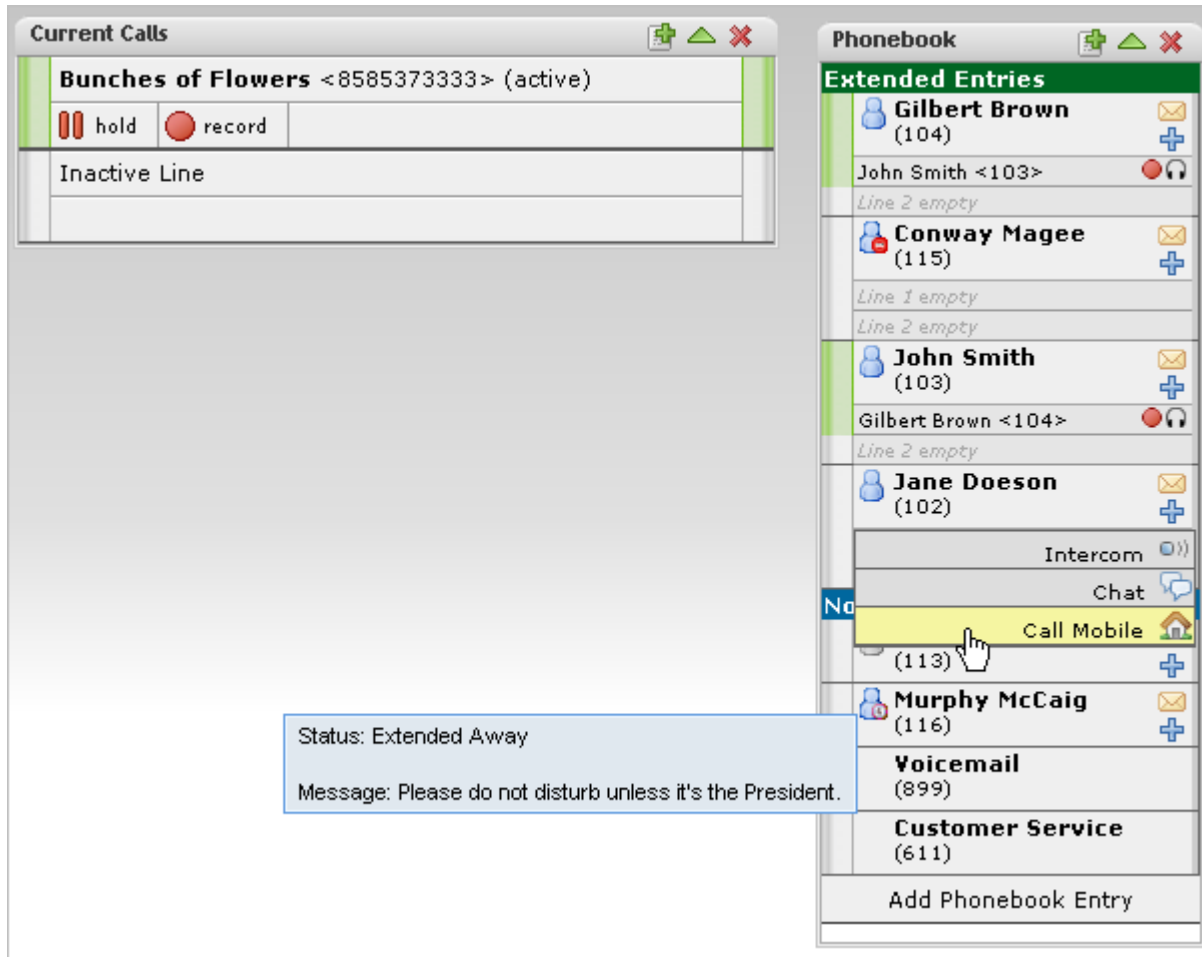 Current Calls
Bunches of Flowers <8585373333> (active)
hold record
Inactive Line
Phonebook
Extended Entries
Gilbert Brown
(104)
John Smith <103>
Line 2 empty
Conway Magee
(115)
Line 1 empty
Line 2 empty
John Smith
(103)
Gilbert Brown <104>
Line 2 empty
Jane Doeson
(102)
Intercom
Chat
Call Mobile
(113)
Murphy McCaig
(116)
Voicemail
(899)
Customer Service
(611)
Add Phonebook Entry
Status: Extended Away
Message: Please do not disturb unless it's the President.